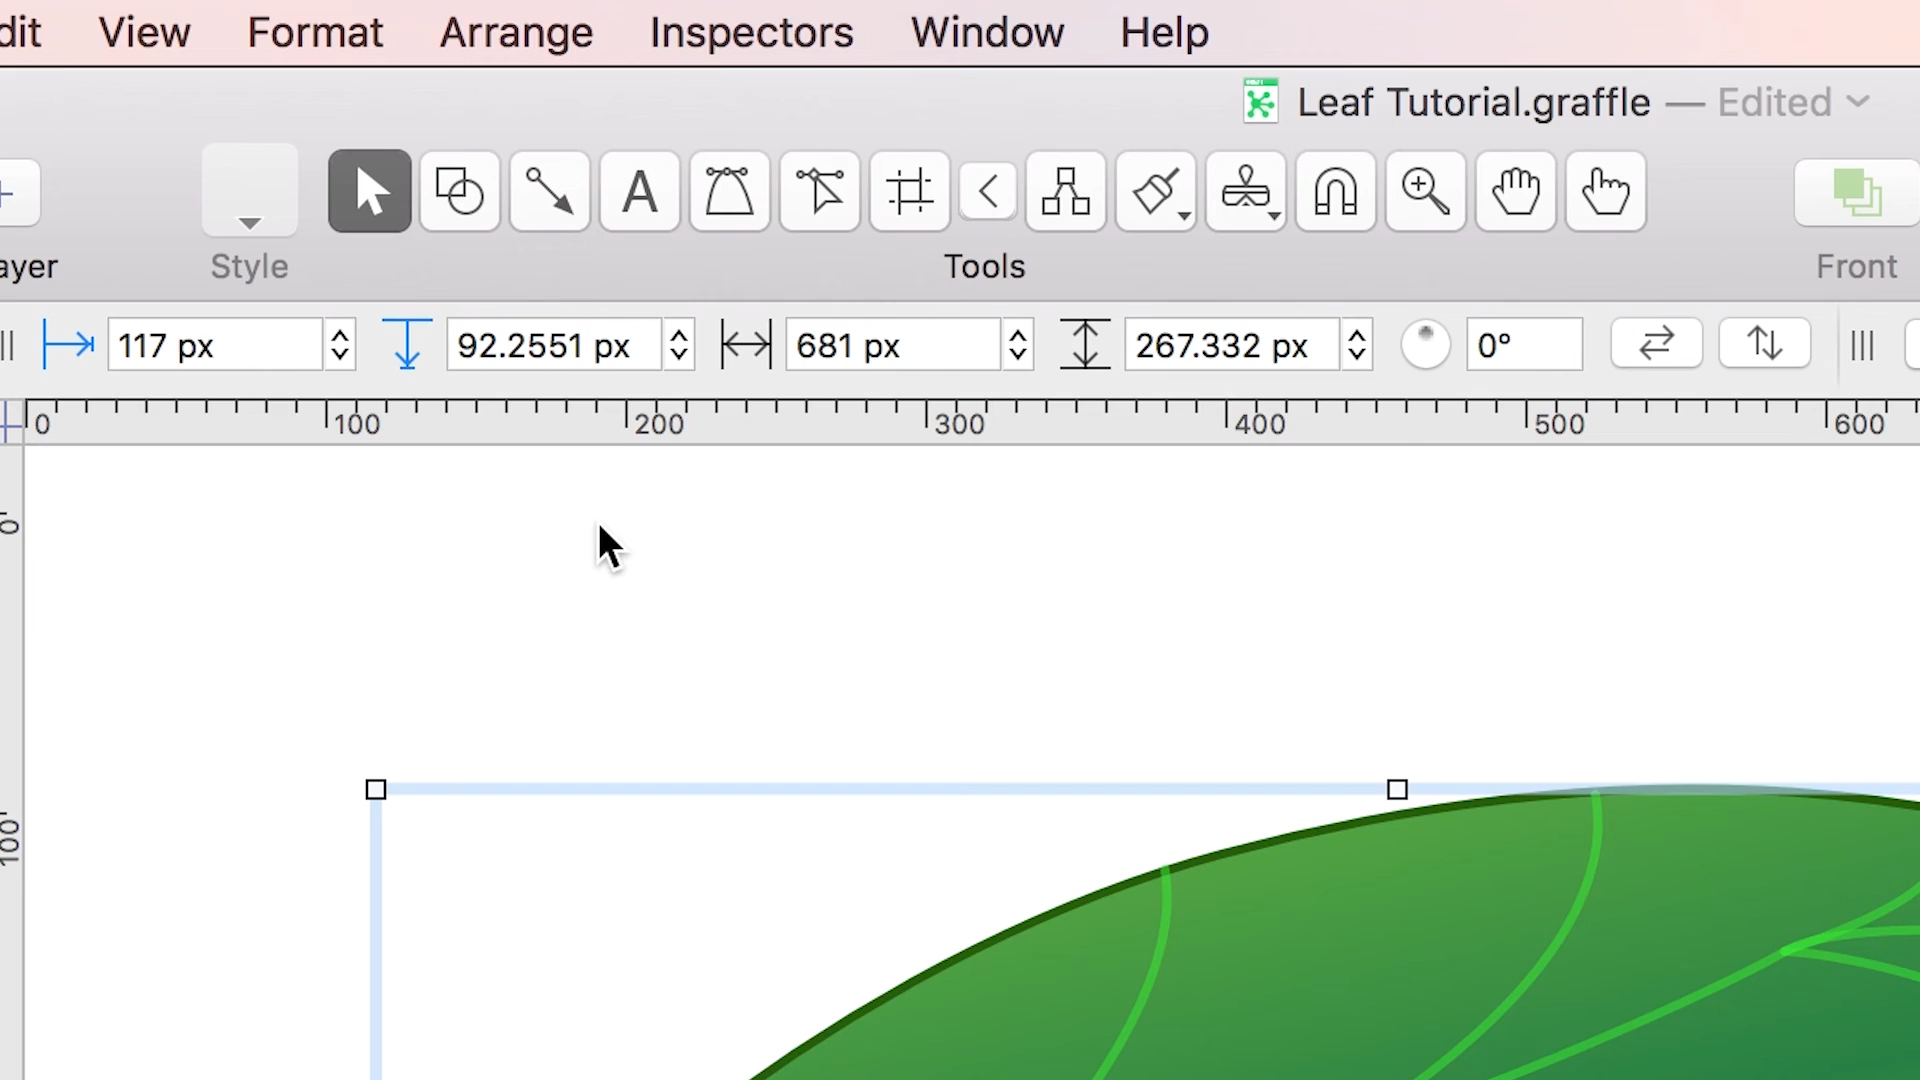 dit View Format Arrange Inspectors Window Help
Leaf Tutorial.graffle — Edited
A
ayer Style Tools Front
117 px 92.2551 px 681 px 267.332 px 0°
0 100 200 300 400 500 600
0
100